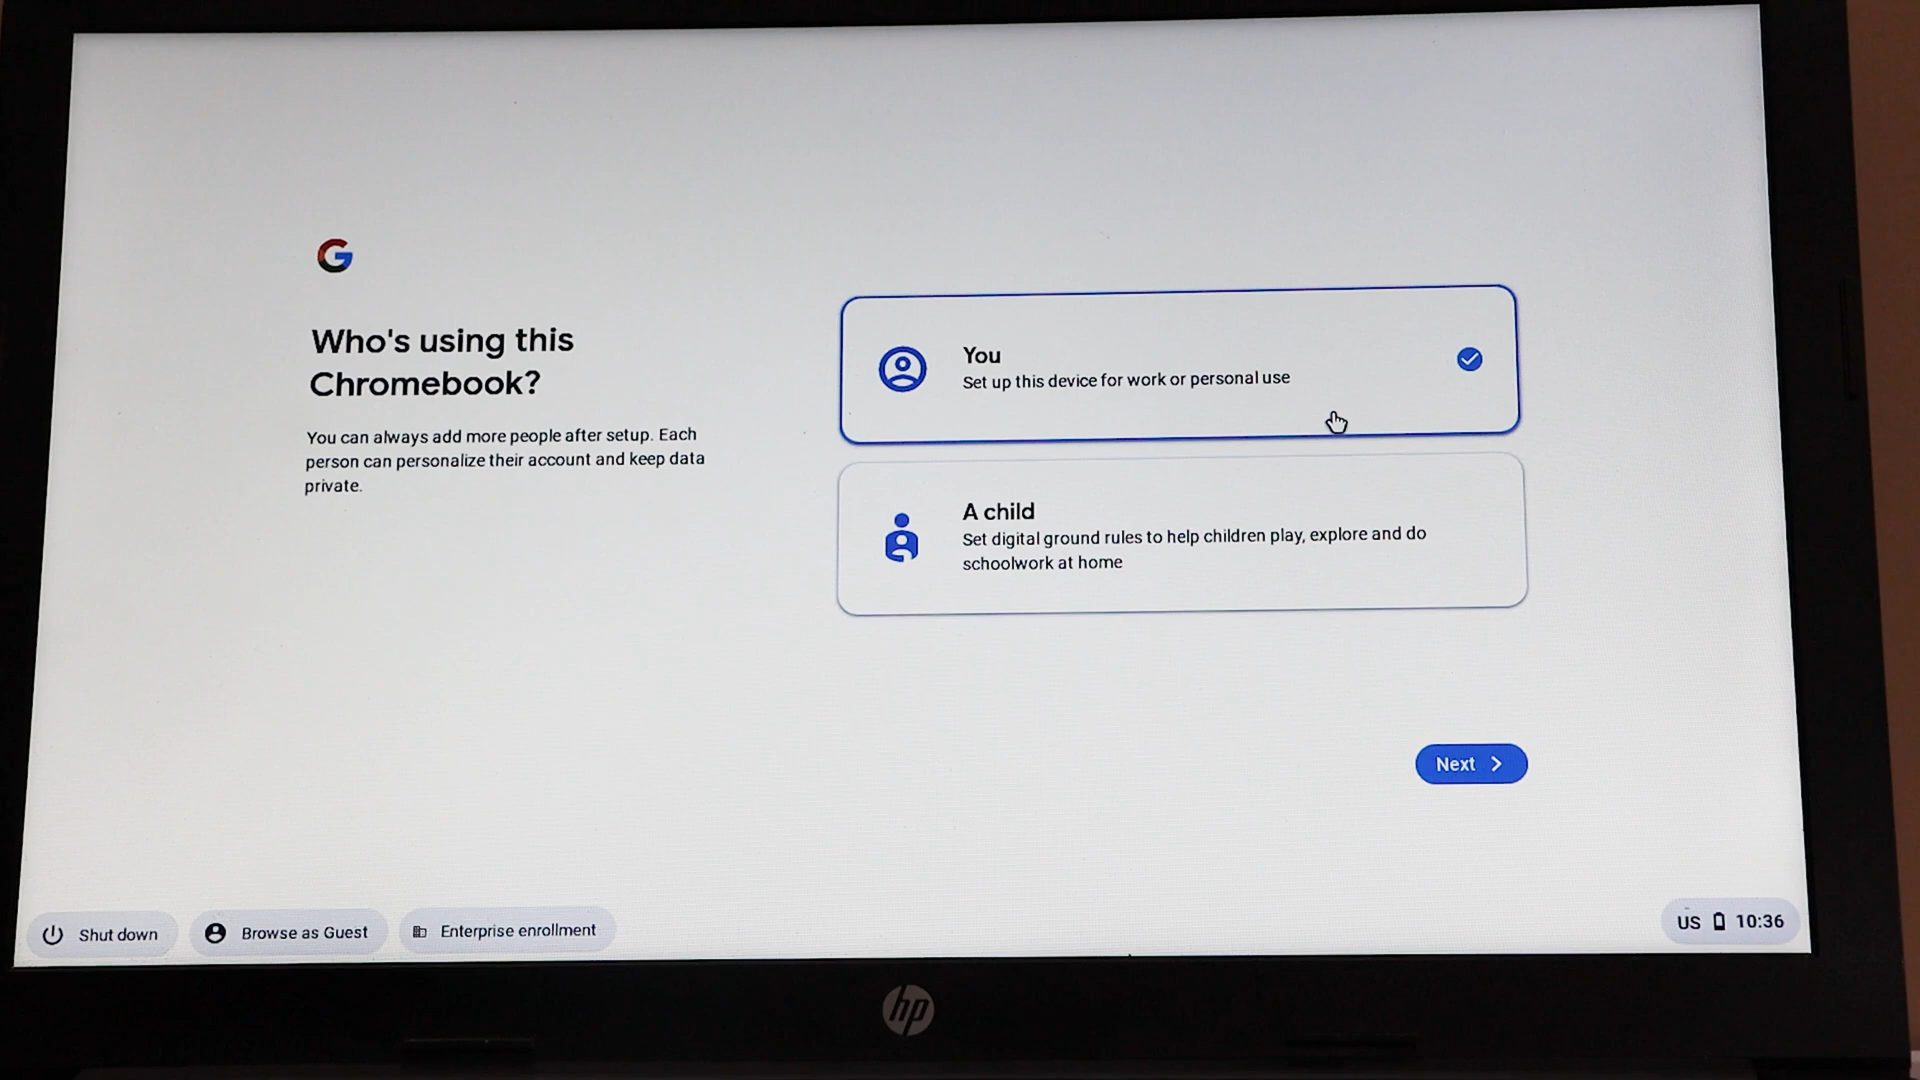 Who's using this
Chromebook?
You can always add more people after setup. Each
person can personalize their account and keep data
private.
You
Set up this device for work or personal use
A child
Set digital ground rules to help children play, explore and do
schoolwork at home
Next
Shut down
Browse as Guest
Enterprise enrollment
US 10:36
hp